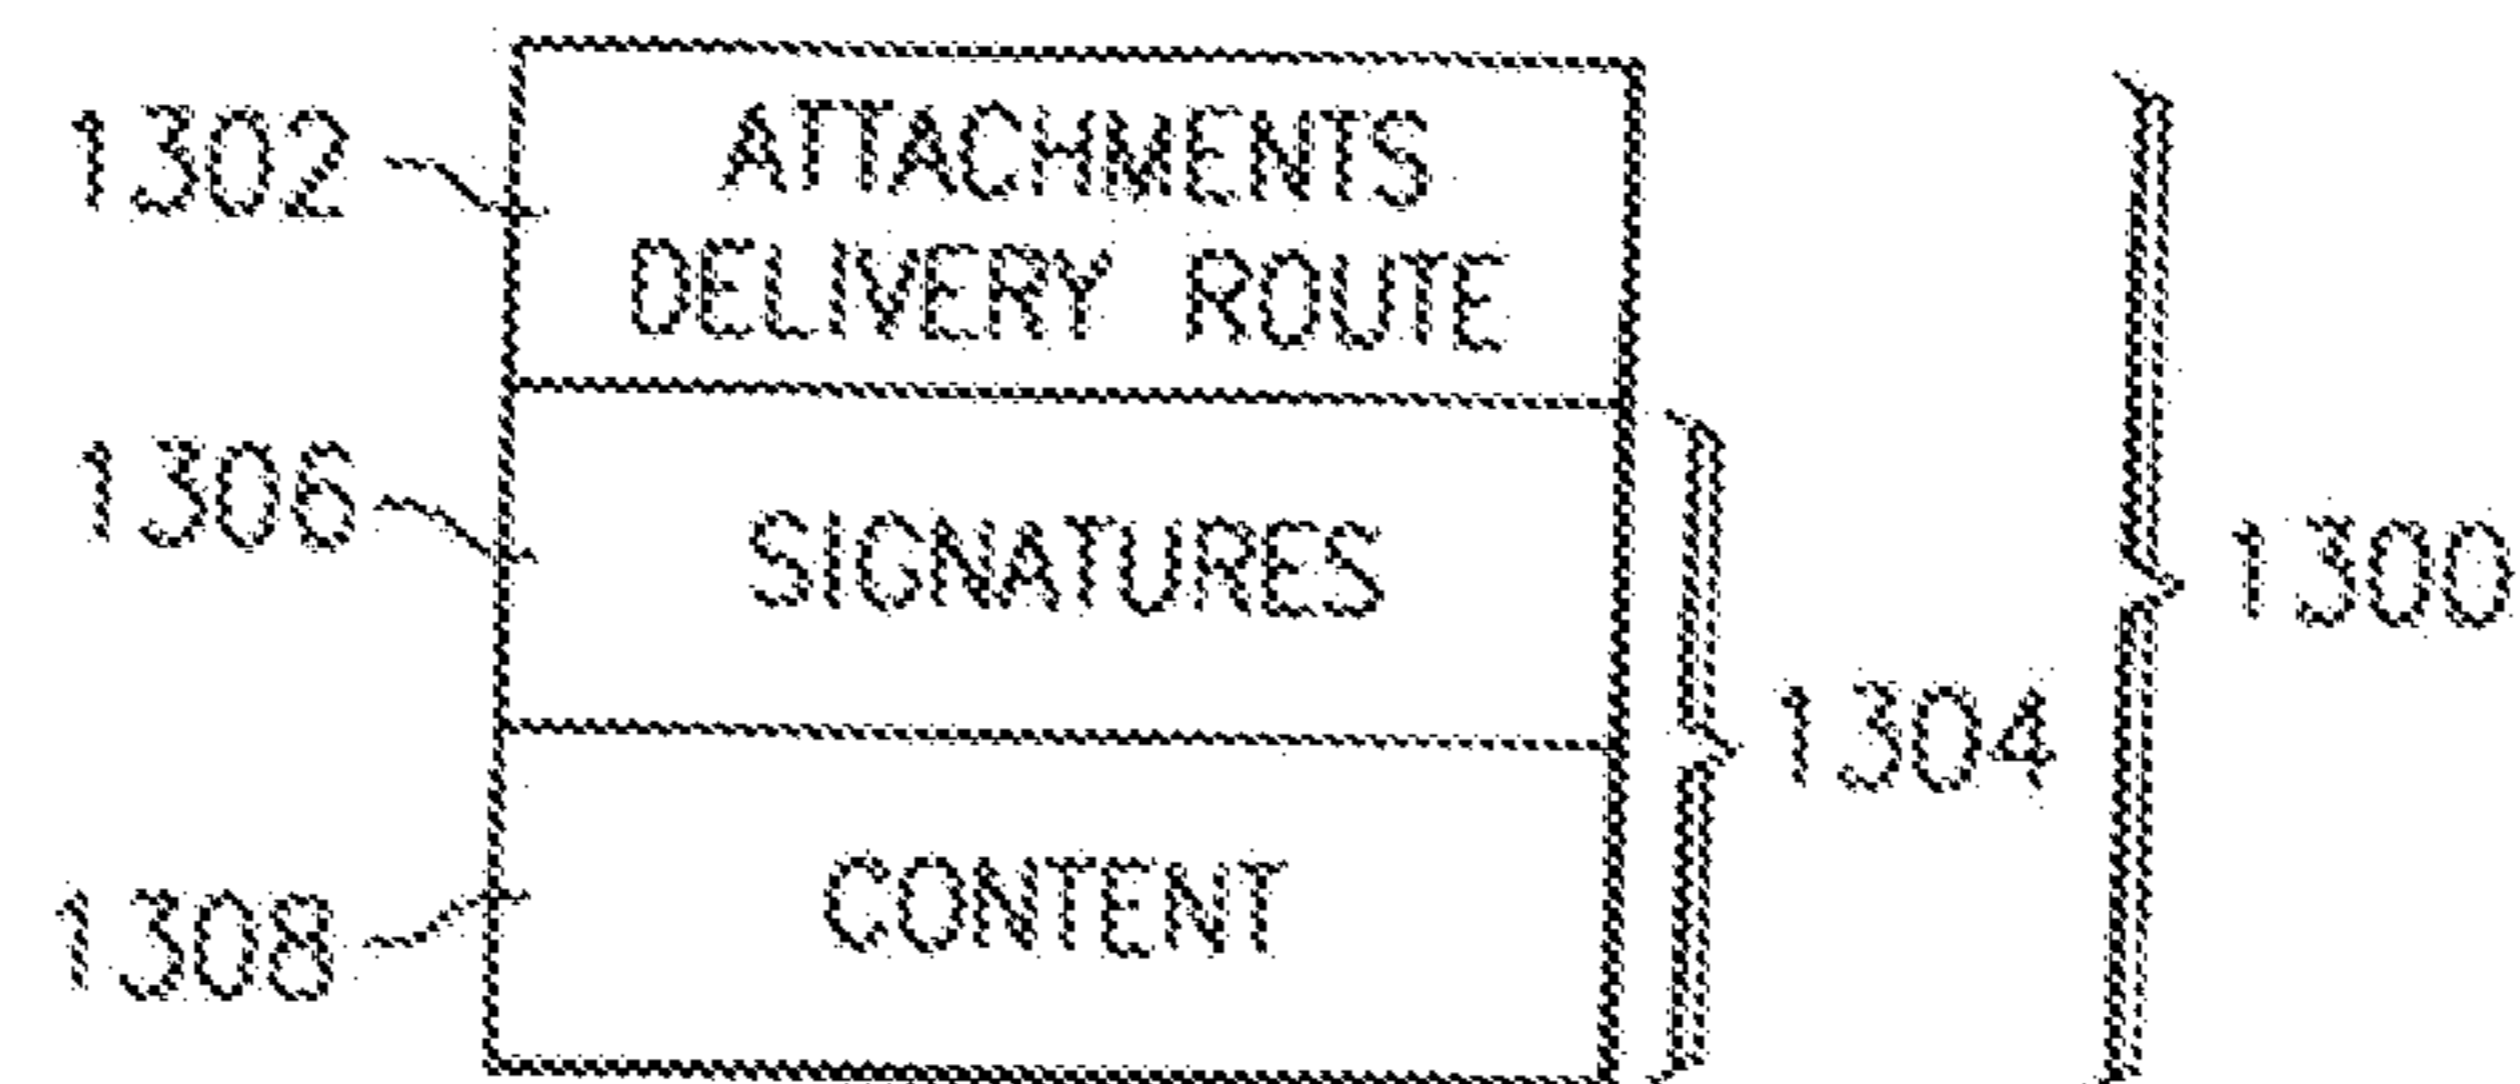 1302
ATTACHMENTS
DELIVERY ROUTE
1306
SIGNATURES
1300
1304
CONTENT
1308